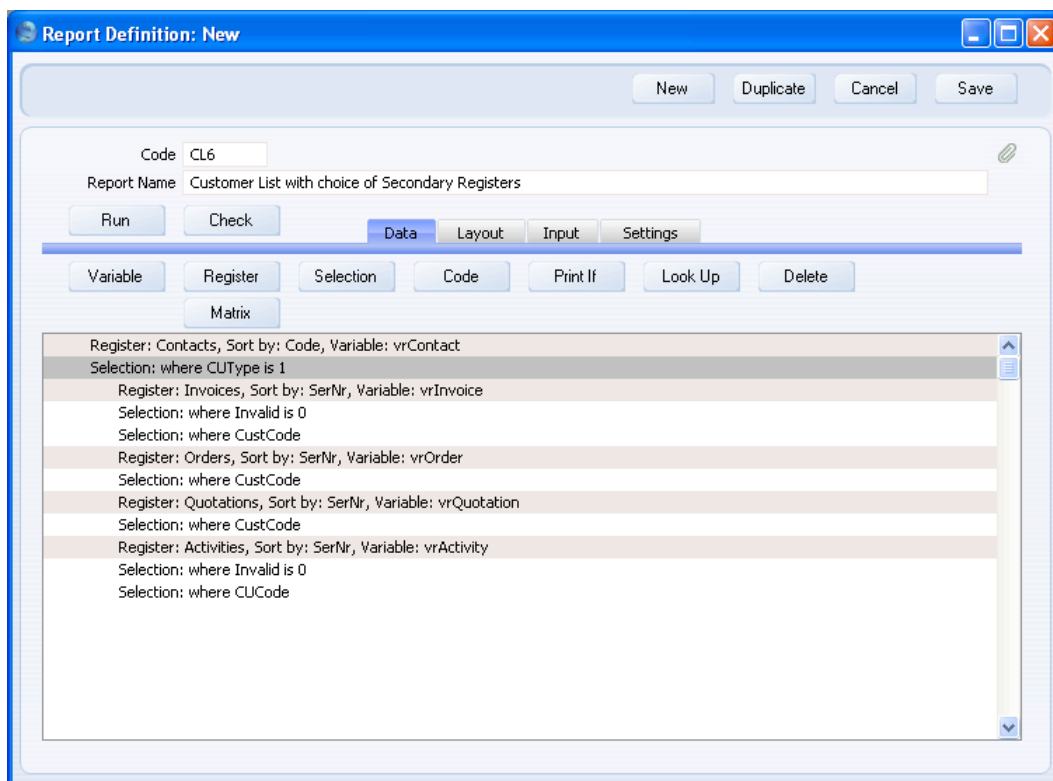 Report Definition: New
New Duplicate Cancel Save
Code CL6
Report Name Customer List with choice of Secondary Registers
Run Check Data Layout Input Settings
Variable Register Selection Code Print If Look Up Delete
Matrix
Register: Contacts, Sort by: Code, Variable: vrContact
Selection: where CUType is 1
Register: Invoices, Sort by: SerNr, Variable: vrInvoice
Selection: where Invalid is 0
Selection: where CustCode
Register: Orders, Sort by: SerNr, Variable: vrOrder
Selection: where CustCode
Register: Quotations, Sort by: SerNr, Variable: vrQuotation
Selection: where CustCode
Register: Activities, Sort by: SerNr, Variable: vrActivity
Selection: where Invalid is 0
Selection: where CUCode